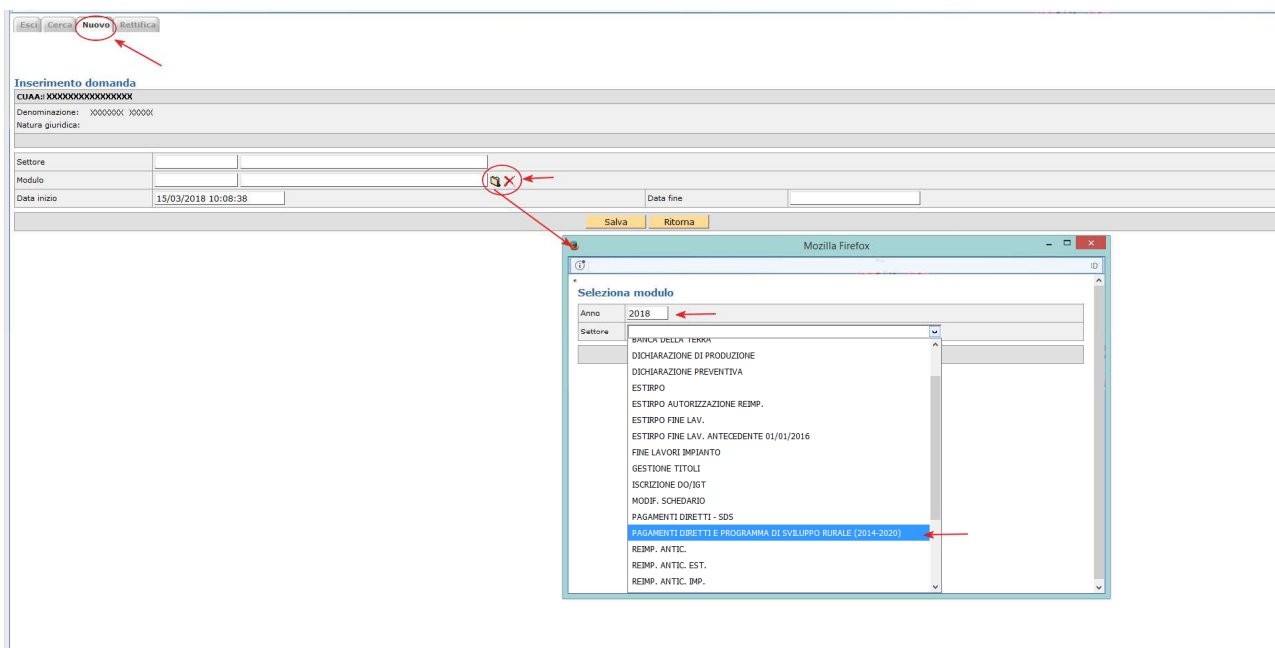 Esci Cerca Nuovo Rettifica
Inserimento domanda
CUAA: XXXXXXXXXXXXXXXX
Denominazione: XXXXXXX XXXXX
Natura giuridica:
Settore
Modulo
Data inizio 15/03/2018 10:08:38 Data fine
Salva Ritorna
Mozilla Firefox
Seleziona modulo
Anno 2018
Settore
BANCA DELLA TERRA
DICHIARAZIONE DI PRODUZIONE
DICHIARAZIONE PREVENTIVA
ESTIRPO
ESTIRPO AUTORIZZAZIONE REIMP.
ESTIRPO FINE LAV.
ESTIRPO FINE LAV. ANTECEDENTE 01/01/2016
FINE LAVORI IMPIANTO
GESTIONE TITOLI
ISCRIZIONE DO/IGT
MODIF. SCHEDARIO
PAGAMENTI DIRETTI - SDS
PAGAMENTI DIRETTI E PROGRAMMA DI SVILUPPO RURALE (2014-2020)
REIMP. ANTIC.
REIMP. ANTIC. EST.
REIMP. ANTIC. IMP.